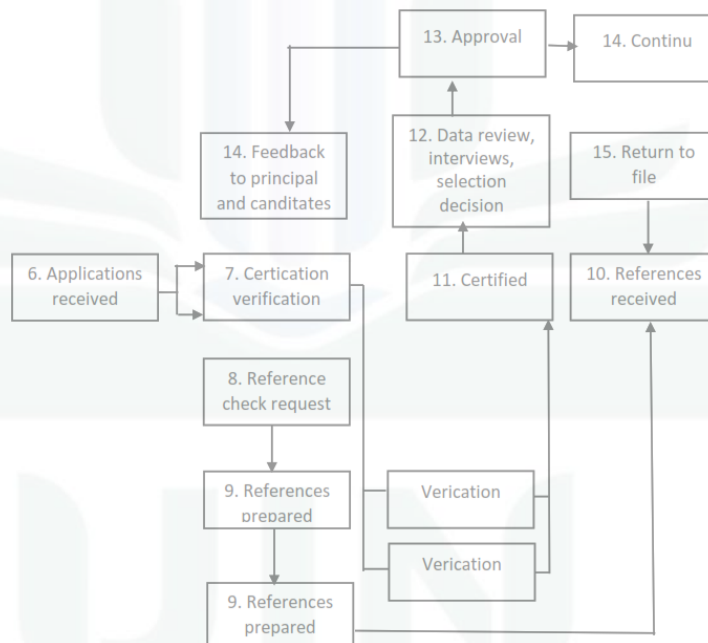 13. Approval
14. Continu
14. Feedback
to principal
and canditates
12. Data review,
interviews,
selection
decision
15. Return to
file
6. Applications
received
7. Certication
verification
11. Certified
10. References
received
8. Reference
check request
9. References
prepared
Verication
Verication
9. References
prepared
UIN